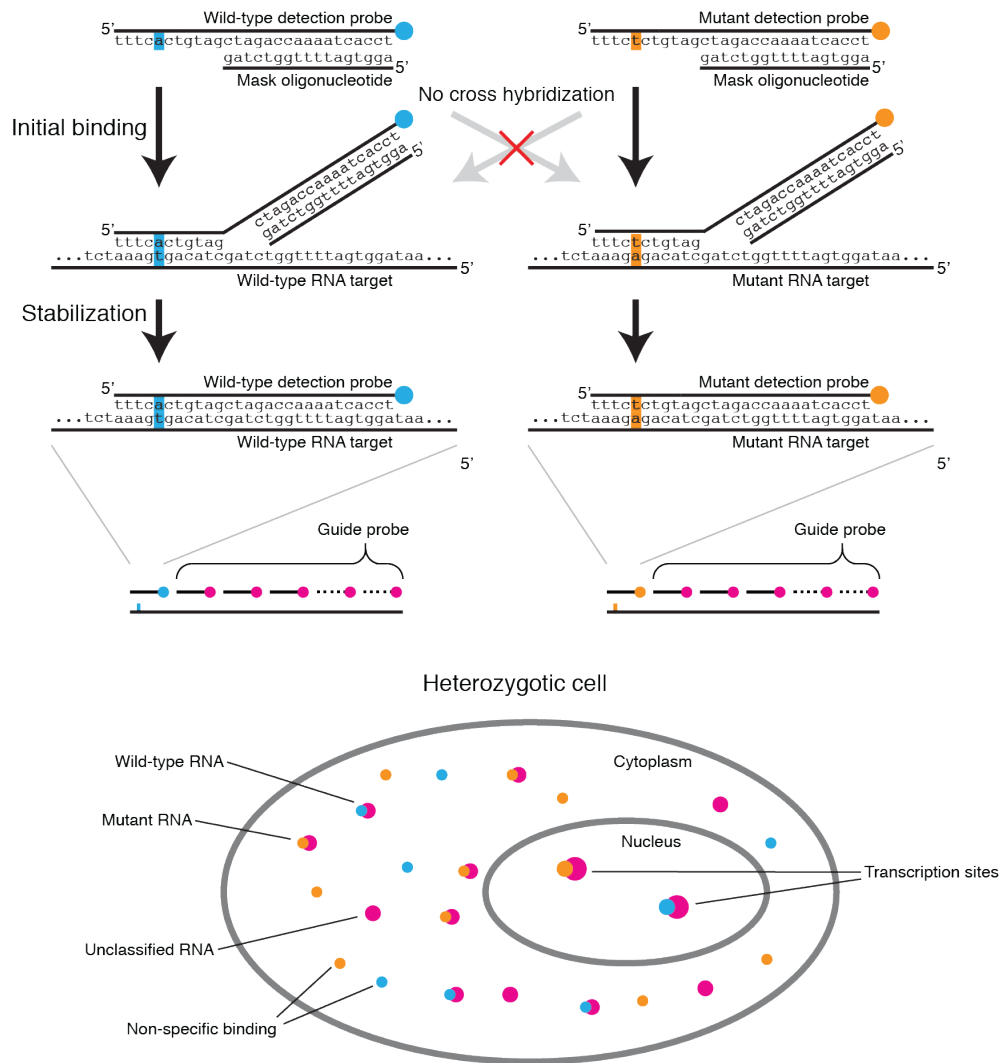 Wild-type detection probe
5’
tttcactgtagctagaccaaaatcacct
gatctggttttagtgga
5’
Mask oligonucleotide
Mutant detection probe
5’
tttctctgtagctagaccaaaatcacct
gatctggttttagtgga
5’
Mask oligonucleotide
No cross hybridization
Initial binding
ctagaccaaaatcacct
gatctggttttagtgga
5’
5’
tttcactgtag
...tctaaagtgacatcgatctggttttagtggataa...
5’
Wild-type RNA target
ctagaccaaaatcacct
gatctggttttagtgga
5’
5’
tttctctgtag
...tctaaagagacatcgatctggttttagtggataa...
5’
Mutant RNA target
Stabilization
Wild-type detection probe
5’
tttcactgtagctagaccaaaatcacct
...tctaaagtgacatcgatctggttttagtggataa...
Wild-type RNA target
5’
Mutant detection probe
5’
tttctctgtagctagaccaaaatcacct
...tctaaagagacatcgatctggttttagtggataa...
Mutant RNA target
5’
Guide probe
Guide probe
Heterozygotic cell
Wild-type RNA
Cytoplasm
Mutant RNA
Nucleus
Transcription sites
Unclassified RNA
Non-specific binding